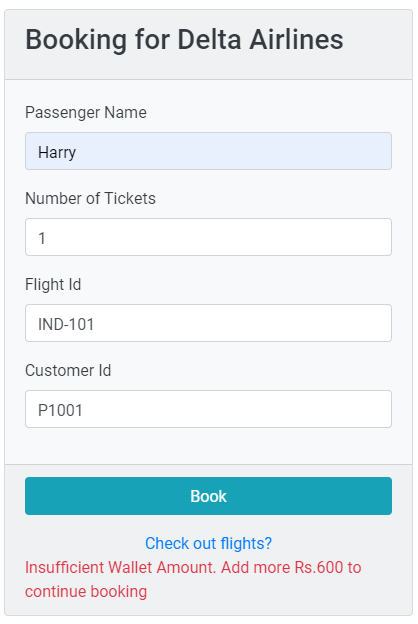 Booking for Delta Airlines
Passenger Name
Harry
Number of Tickets
1
Flight Id
IND-101
Customer Id
P1001
Book
Check out flights?
Insufficient Wallet Amount. Add more Rs.600 to
continue booking